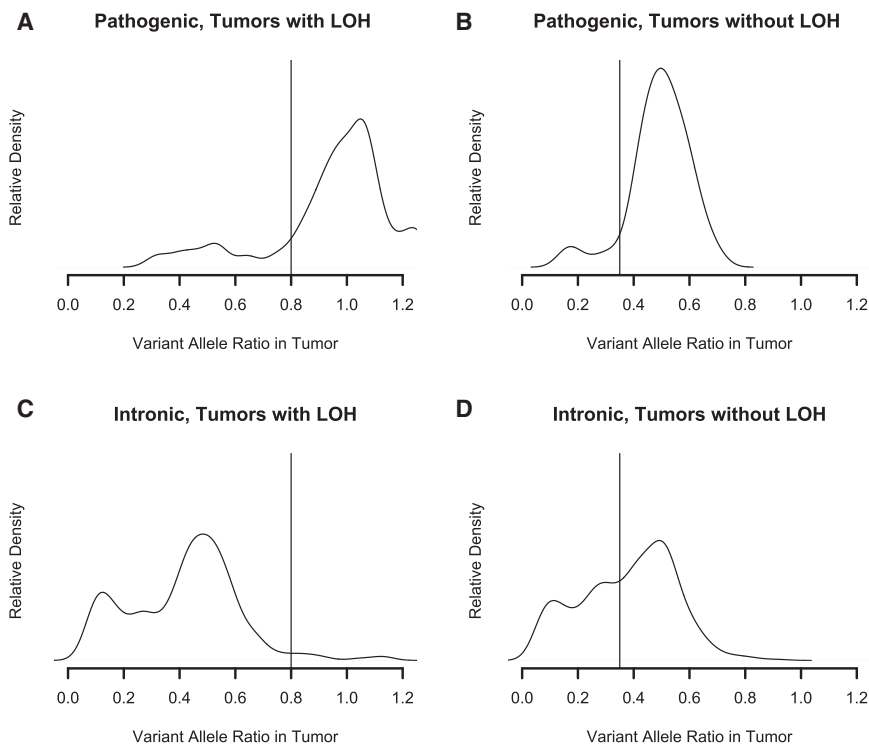 A
Pathogenic, Tumors with LOH
Relative Density
0.0 0.2 0.4 0.6 0.8 1.0 1.2
Variant Allele Ratio in Tumor
B
Pathogenic, Tumors without LOH
Relative Density
0.0 0.2 0.4 0.6 0.8 1.0 1.2
Variant Allele Ratio in Tumor
C
Intronic, Tumors with LOH
Relative Density
0.0 0.2 0.4 0.6 0.8 1.0 1.2
Variant Allele Ratio in Tumor
D
Intronic, Tumors without LOH
Relative Density
0.0 0.2 0.4 0.6 0.8 1.0 1.2
Variant Allele Ratio in Tumor